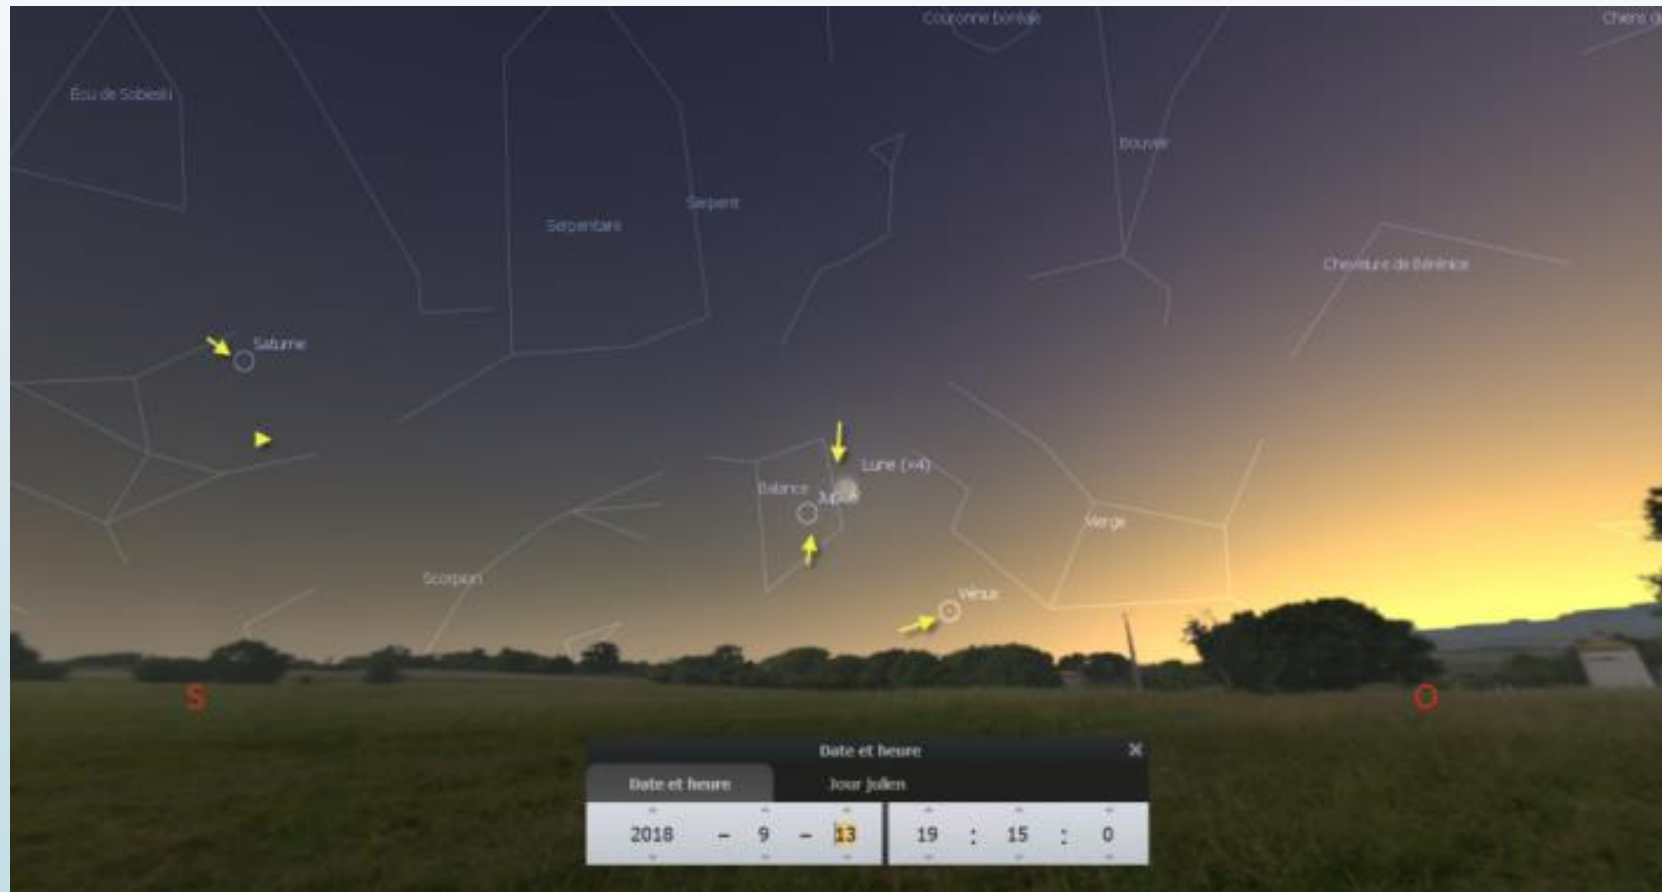 Couronne boréale
Chiens d
Écu de Sobieski
Bouvier
Serpent
Serpentaire
Chevelure de Bérénice
Saturne
Lune (×4)
Balance
Jupiter
Vierge
Scorpion
Vénus
S
O
Date et heure
Date et heure Jour julien
2018 - 9 - 13 19 : 15 : 0